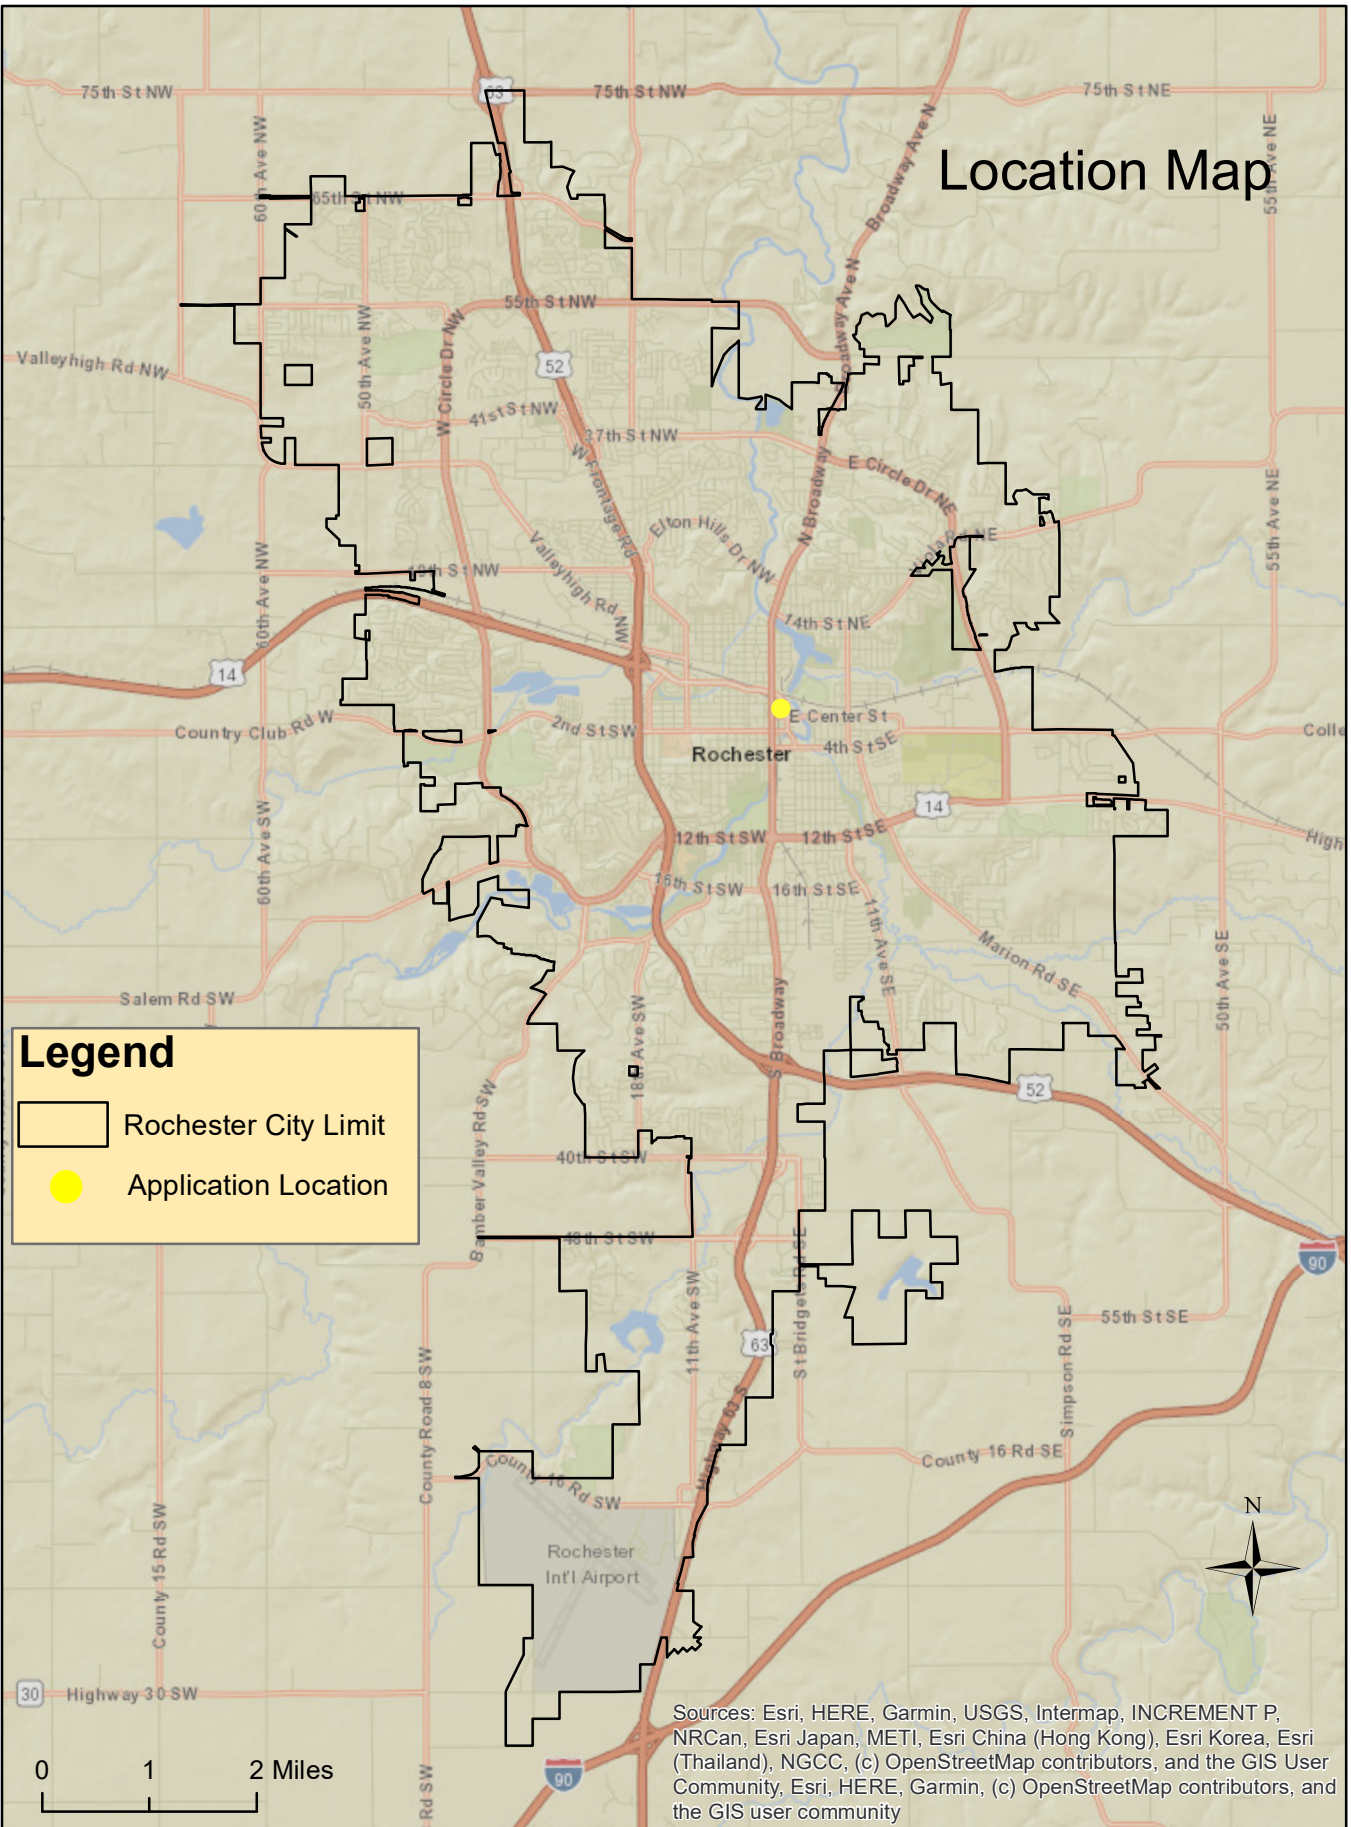 75th St NW
63
75th St NW
75th St NE
Location Map
60th Ave NW
65th St NW
Broadway Ave N
55th Ave NE
55th St NW
Broadway Ave N
Valleyhigh Rd NW
50th Ave NW
W Circle Dr NW
52
41st St NW
37th St NW
W Frontage Rd
N Broadway
E Circle Dr NE
Elton Hills Dr NW
Viola Rd NE
55th Ave NE
60th Ave NW
19th St NW
Valleyhigh Rd NW
14th St NE
14
Country Club Rd W
2nd St SW
E Center St
Rochester
4th St SE
Colle
60th Ave SW
14
12th St SW
12th St SE
High
16th St SW
16th St SE
11th Ave SE
Marion Rd SE
50th Ave SE
Salem Rd SW
18th Ave SW
S Broadway
Legend
Rochester City Limit
Application Location
52
Bamber Valley Rd SW
40th St SW
48th St SW
St Bridgets Rd SE
90
11th Ave SW
63
55th St SE
Simpson Rd SE
County Road 8 SW
Highway 63 S
County 16 Rd SE
County 16 Rd SW
County 15 Rd SW
Rochester
Int'l Airport
N
30
Highway 30 SW
Rd SW
90
0 1 2 Miles
Sources: Esri, HERE, Garmin, USGS, Intermap, INCREMENT P,
NRCan, Esri Japan, METI, Esri China (Hong Kong), Esri Korea, Esri
(Thailand), NGCC, (c) OpenStreetMap contributors, and the GIS User
Community, Esri, HERE, Garmin, (c) OpenStreetMap contributors, and
the GIS user community